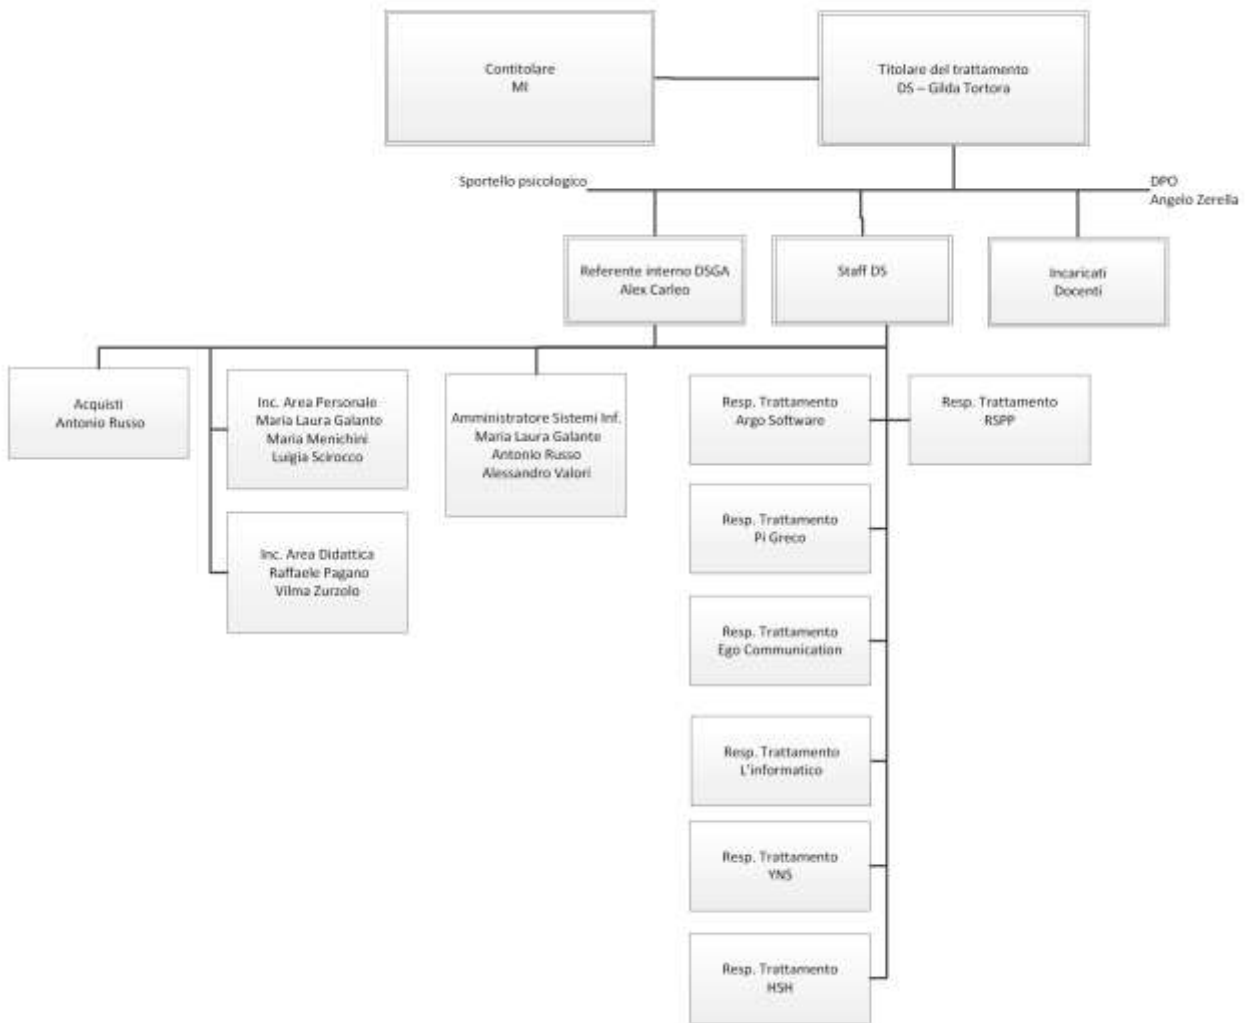 Contitolare
MI
Titolare del trattamento
DS – Gilda Tortora
Sportello psicologico
DPO
Angelo Zerella
Referente interno DSGA
Alex Carleo
Staff DS
Incaricati
Docenti
Acquisti
Antonio Russo
Inc. Area Personale
Maria Laura Galante
Maria Menichini
Luigia Scirocco
Amministratore Sistemi Inf.
Maria Laura Galante
Antonio Russo
Alessandro Valori
Resp. Trattamento
Argo Software
Resp. Trattamento
RSPP
Inc. Area Didattica
Raffaele Pagano
Vilma Zurzolo
Resp. Trattamento
Pi Greco
Resp. Trattamento
Ego Communication
Resp. Trattamento
L'informatico
Resp. Trattamento
YNS
Resp. Trattamento
HSH